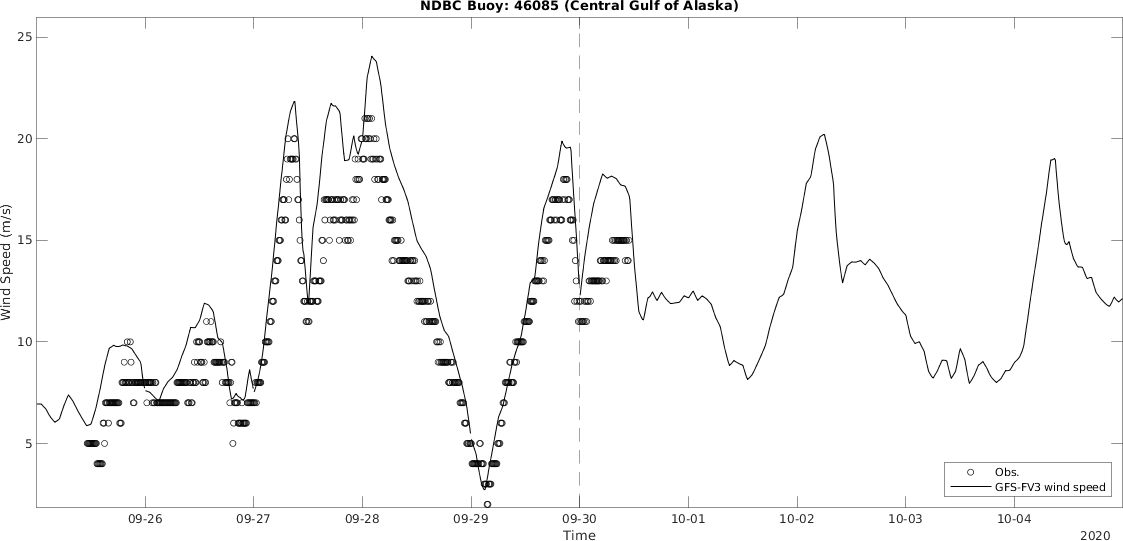 NDBC Buoy: 46085 (Central Gulf of Alaska)
25
20
15
10
5
Wind Speed (m/s)
Obs.
GFS-FV3 wind speed
09-26 09-27 09-28 09-29 09-30 10-01 10-02 10-03 10-04
Time
2020